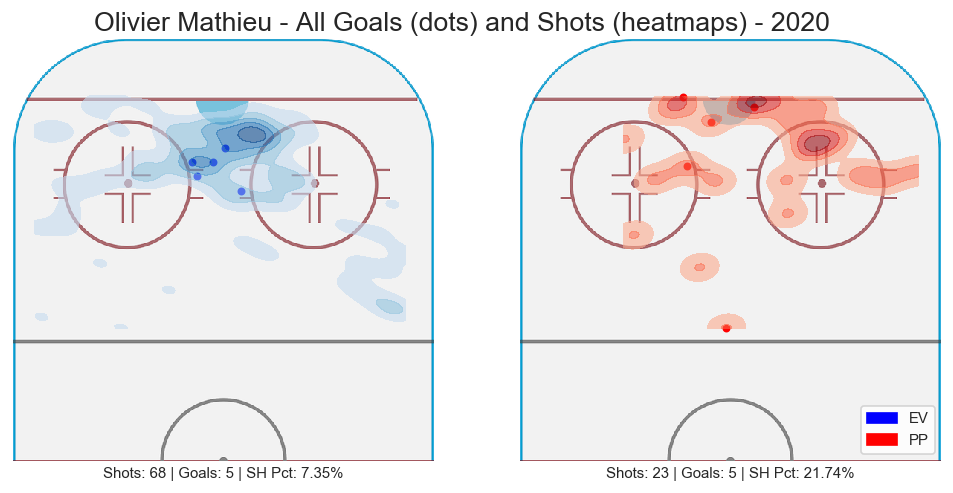 Olivier Mathieu - All Goals (dots) and Shots (heatmaps) - 2020
EV
PP
Shots: 68 | Goals: 5 | SH Pct: 7.35%
Shots: 23 | Goals: 5 | SH Pct: 21.74%